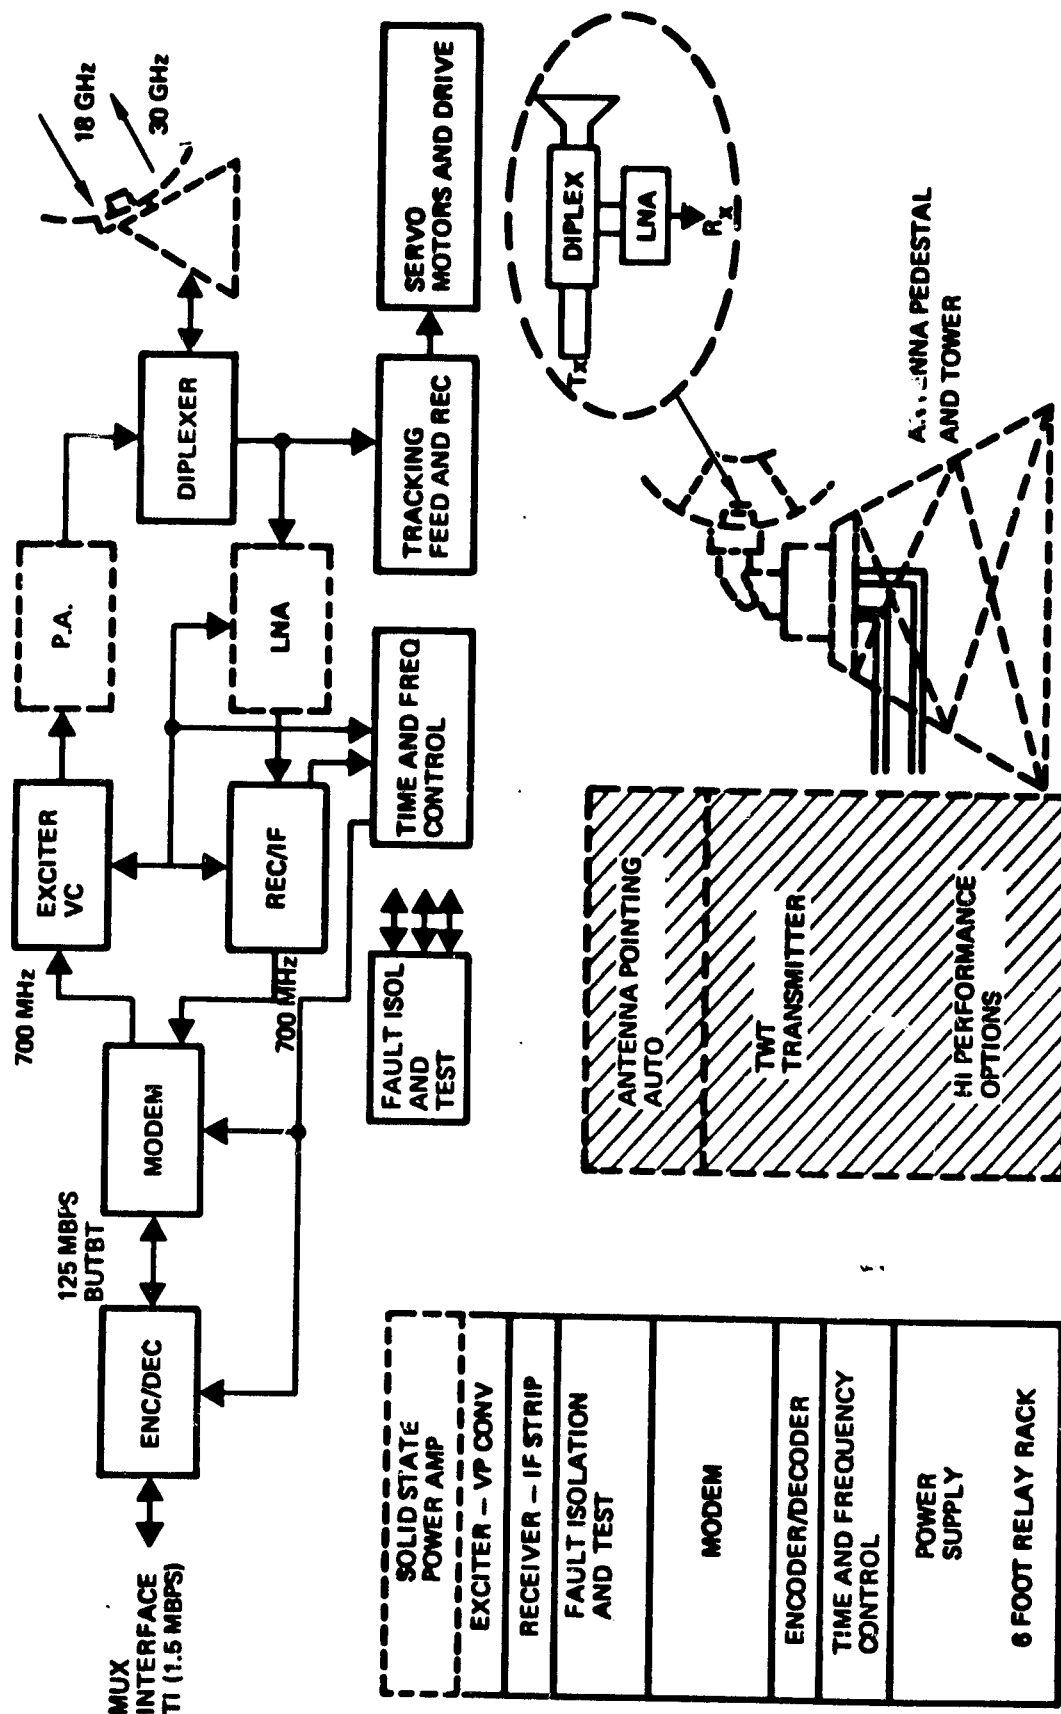 MUX
INTERFACE
TI (1.5 MBPS)
ENC/DEC
125 MBPS
BUTBT
MODEM
700 MHz
700 MHz
EXCITER
VC
REC/IF
P.A.
LNA
DIPLEXER
18 GHz
30 GHz
FAULT ISOL
AND
TEST
TIME AND FREQ
CONTROL
TRACKING
FEED AND REC
SERVO
MOTORS AND DRIVE
SOLID STATE
POWER AMP
EXCITER – VP CONV
RECEIVER – IF STRIP
FAULT ISOLATION
AND TEST
MODEM
ENCODER/DECODER
TIME AND FREQUENCY
CONTROL
POWER
SUPPLY
6 FOOT RELAY RACK
ANTENNA POINTING
AUTO
TWT
TRANSMITTER
HI PERFORMANCE
OPTIONS
Tx
DIPLEX
LNA
Rx
PEDESTAL
AND TOWER